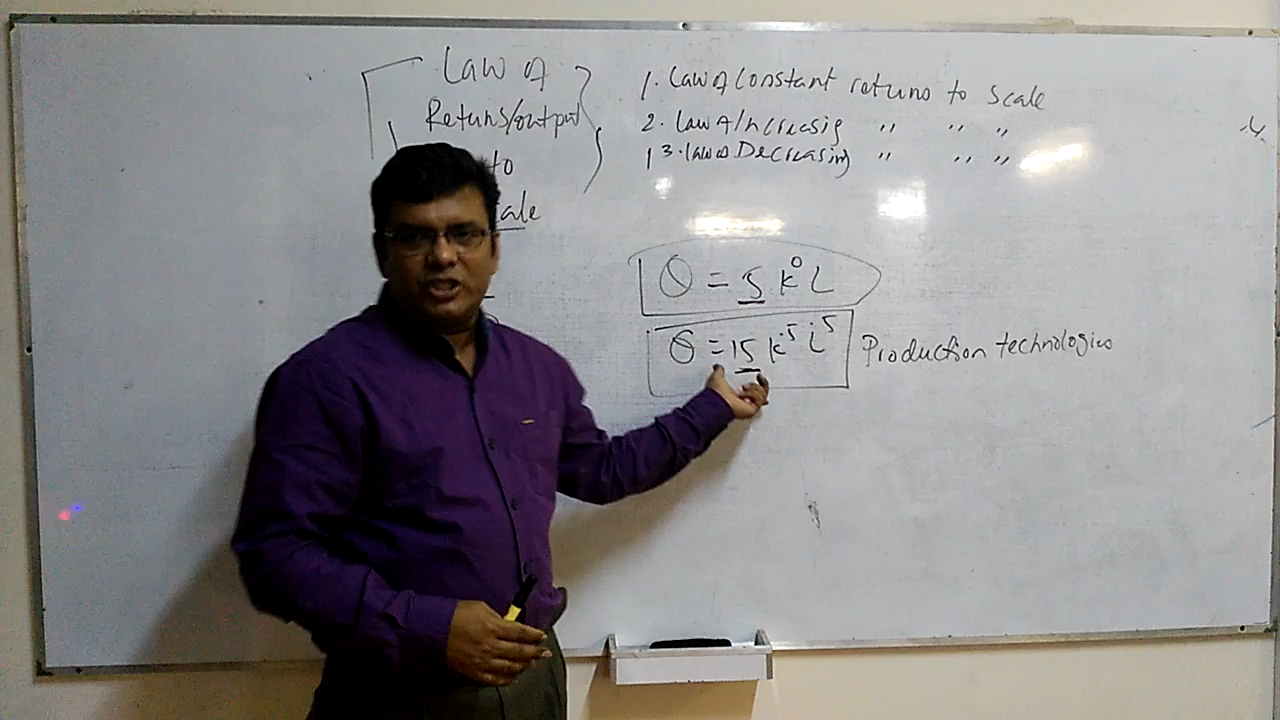 Law of
Returns/output
to
cale
1. Law of Constant returns to Scale
2. Law of Increasig " " "
3. law of Decreasing " " "
Q = 5 K⁰ L
Q = 15 K^.5 L^.5
Production technologies